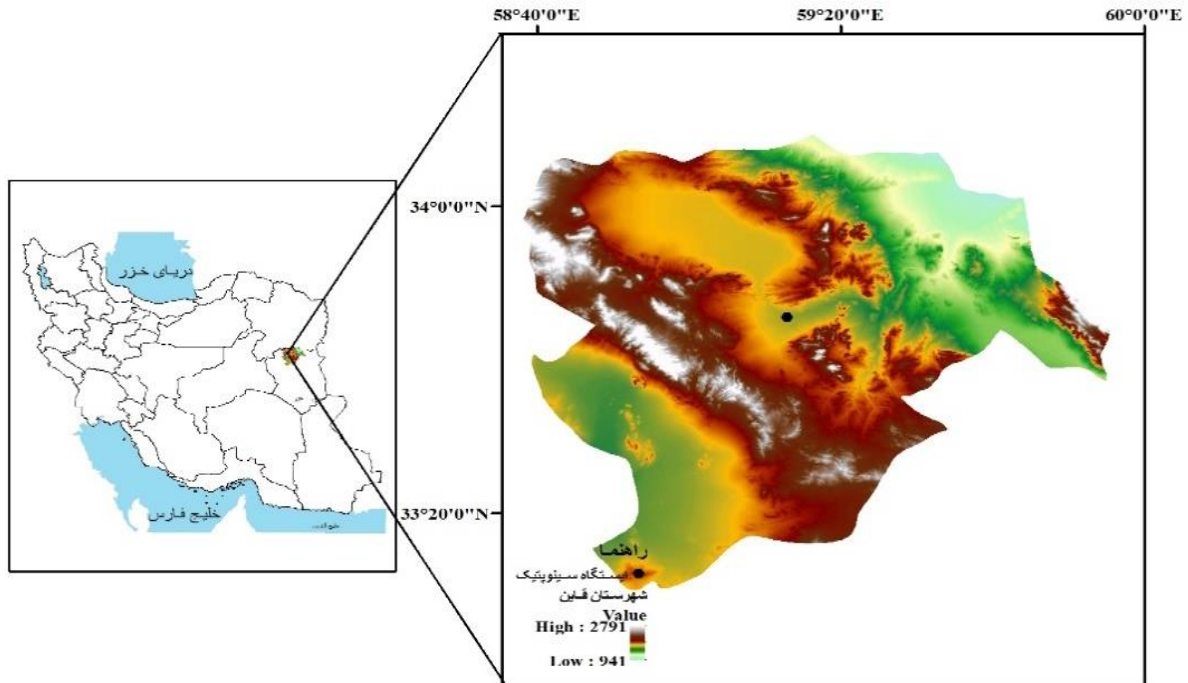 58°40'0"E 59°20'0"E 60°0'0"E
34°0'0"N
دریای خزر
خلیج فارس
33°20'0"N
راهنما
ایستگاه سینوپتیک
شهرستان قاین
Value
High : 2791
Low : 941